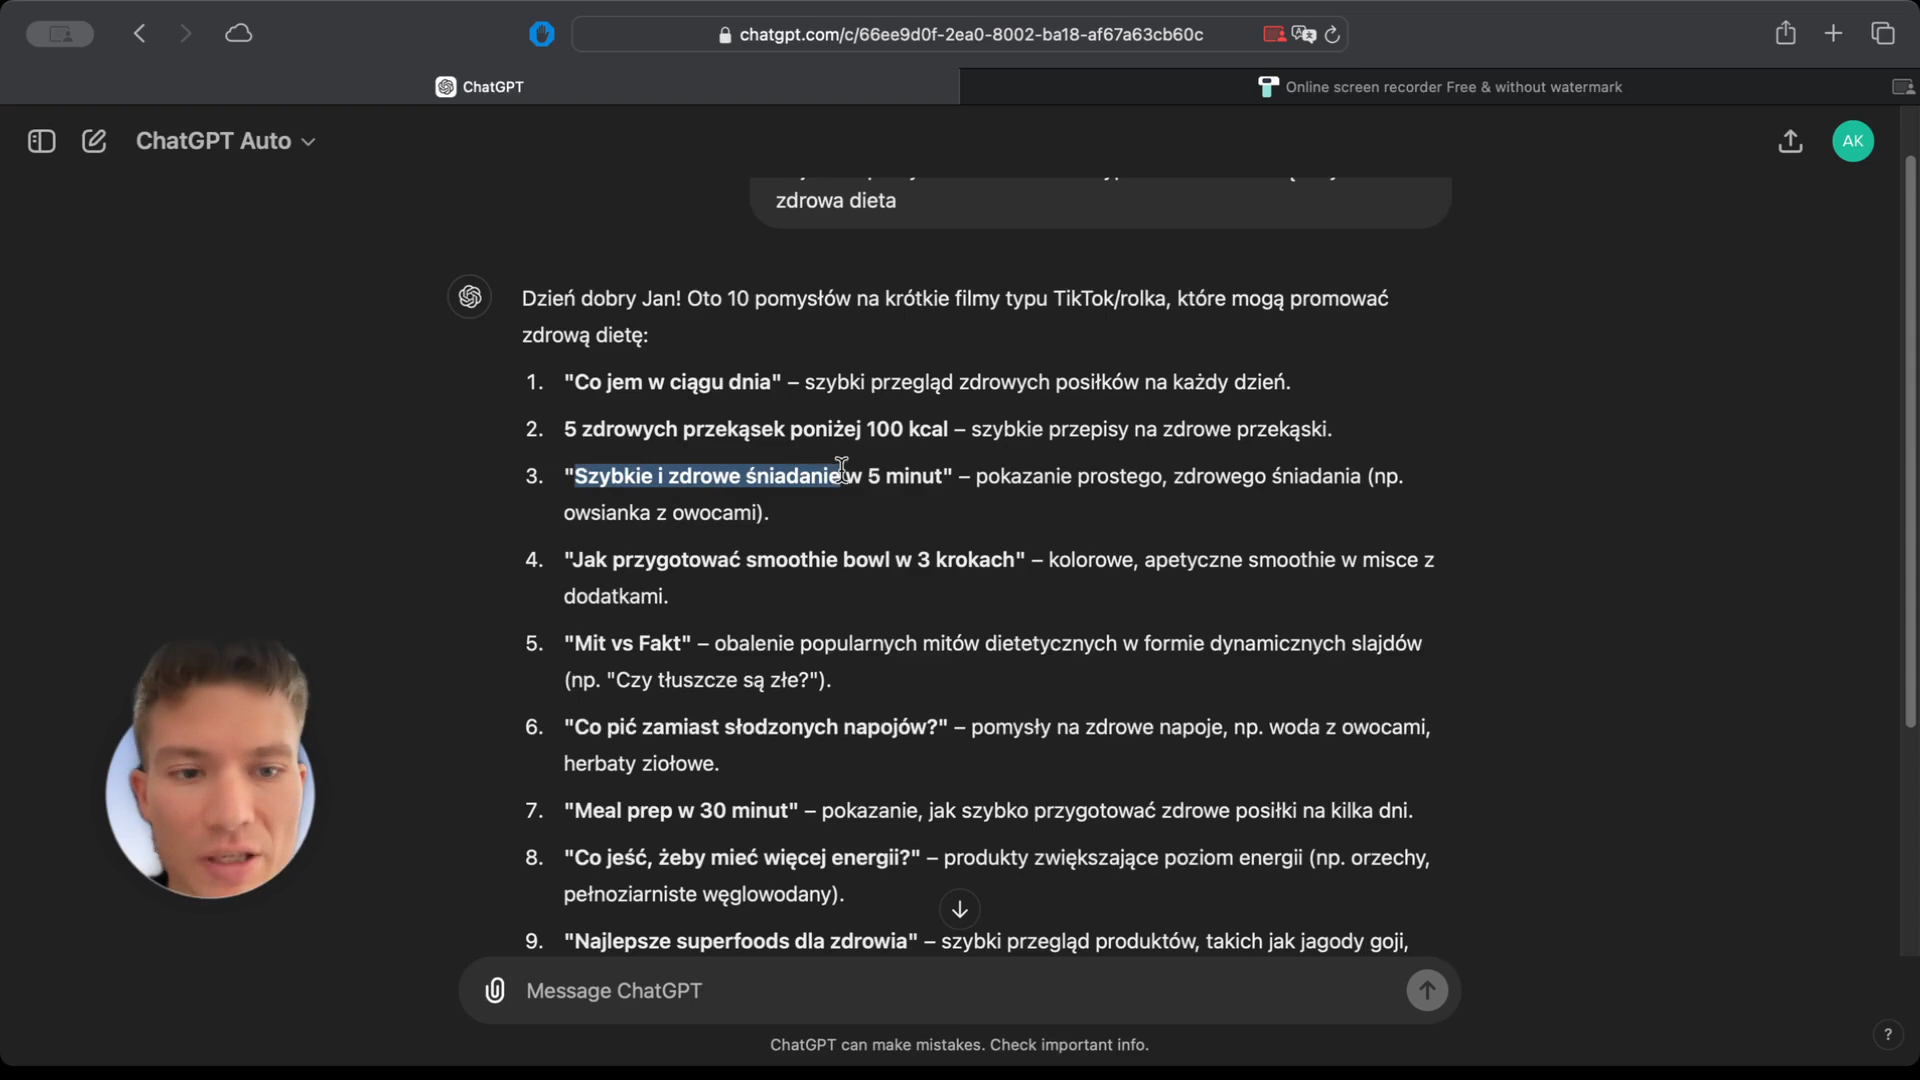 chatgpt.com/c/66ee9d0f-2ea0-8002-ba18-af67a63cb60c
ChatGPT
Online screen recorder Free & without watermark
ChatGPT Auto
AK
zdrowa dieta
Dzień dobry Jan! Oto 10 pomysłów na krótkie filmy typu TikTok/rolka, które mogą promować
zdrową dietę:
1. "Co jem w ciągu dnia" – szybki przegląd zdrowych posiłków na każdy dzień.
2. 5 zdrowych przekąsek poniżej 100 kcal – szybkie przepisy na zdrowe przekąski.
3. "Szybkie i zdrowe śniadanie w 5 minut" – pokazanie prostego, zdrowego śniadania (np.
owsianka z owocami).
4. "Jak przygotować smoothie bowl w 3 krokach" – kolorowe, apetyczne smoothie w misce z
dodatkami.
5. "Mit vs Fakt" – obalenie popularnych mitów dietetycznych w formie dynamicznych slajdów
(np. "Czy tłuszcze są złe?").
6. "Co pić zamiast słodzonych napojów?" – pomysły na zdrowe napoje, np. woda z owocami,
herbaty ziołowe.
7. "Meal prep w 30 minut" – pokazanie, jak szybko przygotować zdrowe posiłki na kilka dni.
8. "Co jeść, żeby mieć więcej energii?" – produkty zwiększające poziom energii (np. orzechy,
pełnoziarniste węglowodany).
9. "Najlepsze superfoods dla zdrowia" – szybki przegląd produktów, takich jak jagody goji,
Message ChatGPT
ChatGPT can make mistakes. Check important info.
?